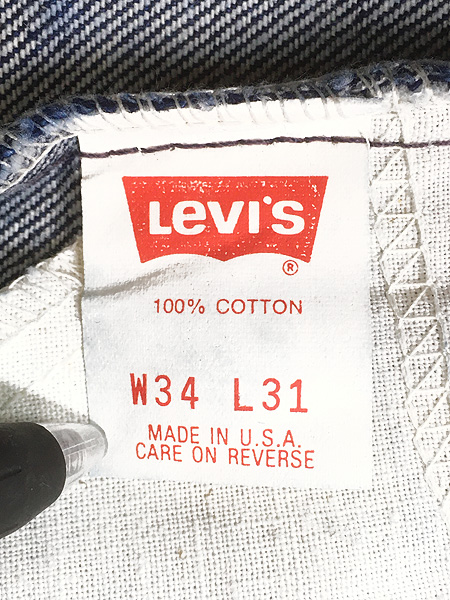 LEVI'S
®
100% COTTON
W34 L31
MADE IN U.S.A.
CARE ON REVERSE